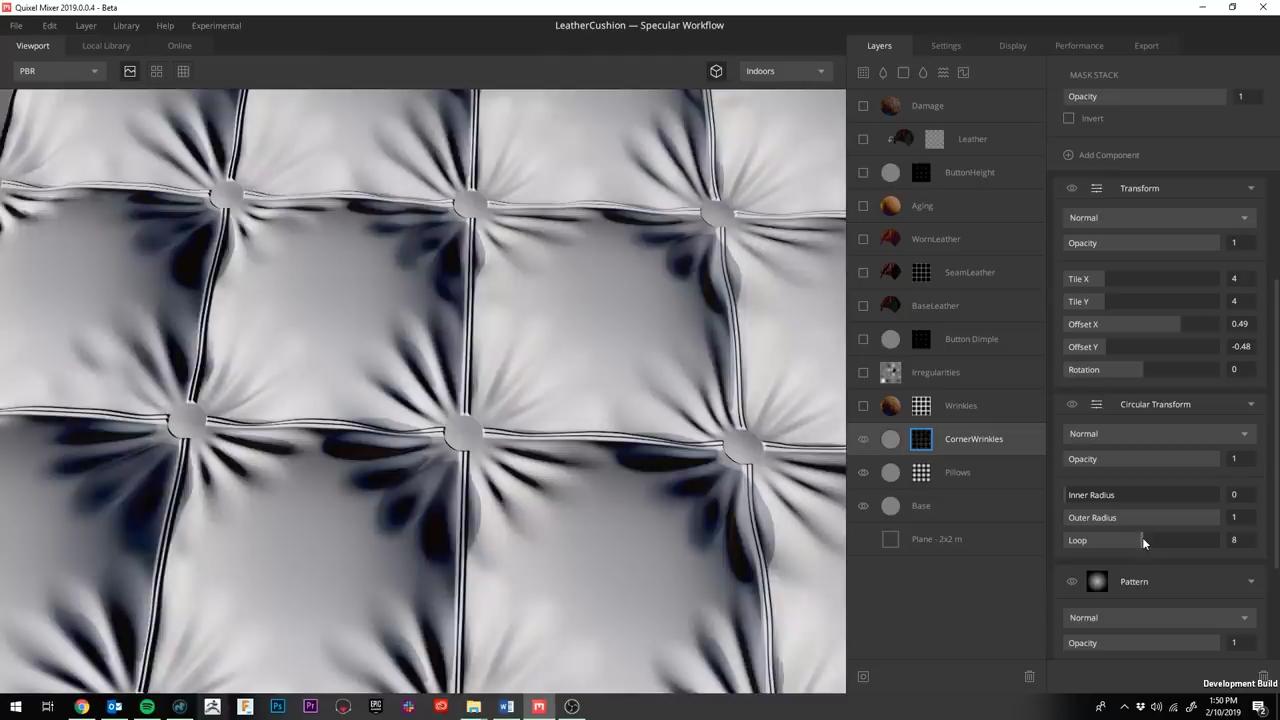 Quixel Mixer 2019.0.0.4 - Beta
File Edit Layer Library Help Experimental
LeatherCushion — Specular Workflow
Viewport Local Library Online
Layers Settings Display Performance Export
PBR
Indoors
MASK STACK
Opacity 1
Invert
Add Component
Transform
Normal
Opacity 1
Tile X 4
Tile Y 4
Offset X 0.49
Offset Y -0.48
Rotation 0
Circular Transform
Normal
Opacity 1
Inner Radius 0
Outer Radius 1
Loop 8
Pattern
Normal
Opacity 1
Damage
Leather
ButtonHeight
Aging
WornLeather
SeamLeather
BaseLeather
Button Dimple
Irregularities
Wrinkles
CornerWrinkles
Pillows
Base
Plane - 2x2 m
Development Build
1:50 PM
2/10/2019